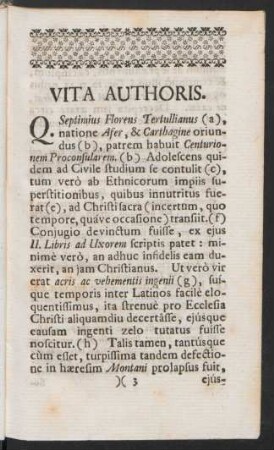 VITA AUTHORIS.
Q. Septimius Florens Tertullianus (a),
natione Afer, & Carthagine oriun-
dus (b), patrem habuit Centurio-
nem Proconsularem. (b) Adolescens qui-
dem ad Civile studium se contulit (c),
tum verò ab Ethnicorum impiis su-
perstitionibus, quibus innutritus fue-
rat (e), ad Christi sacra (incertum, quo
tempore, quáve occasione) transiit. (f)
Conjugio devinctum fuisse, ex ejus
II. Libris ad Uxorem scriptis patet: mi-
nimè verò, an adhuc infidelis eam du-
xerit, an jam Christianus. Ut verò vir
erat acris ac vehementis ingenii (g), su-
que temporis inter Latinos facilè elo-
quentissimus, ita strenuè pro Ecclesia
Christi aliquamdiu decertâsse, ejúsque
causam ingenti zelo tutatus fuisse
noscitur. (h) Talis tamen, tantúsque
cùm esset, turpissima tandem defectio-
ne in hæresim Montani prolapsus fuit,
)( 3 ejús-